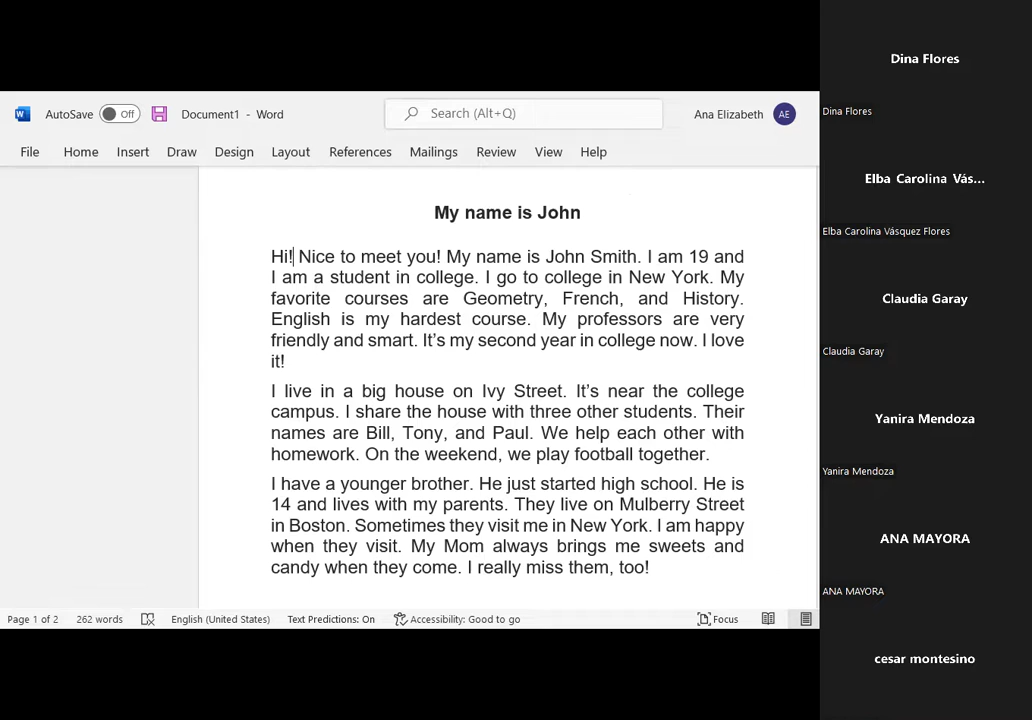 AutoSave Off Document1 - Word Search (Alt+Q) Ana Elizabeth AE
File Home Insert Draw Design Layout References Mailings Review View Help
My name is John
Hi! Nice to meet you! My name is John Smith. I am 19 and
I am a student in college. I go to college in New York. My
favorite courses are Geometry, French, and History.
English is my hardest course. My professors are very
friendly and smart. It’s my second year in college now. I love
it!
I live in a big house on Ivy Street. It’s near the college
campus. I share the house with three other students. Their
names are Bill, Tony, and Paul. We help each other with
homework. On the weekend, we play football together.
I have a younger brother. He just started high school. He is
14 and lives with my parents. They live on Mulberry Street
in Boston. Sometimes they visit me in New York. I am happy
when they visit. My Mom always brings me sweets and
candy when they come. I really miss them, too!
Page 1 of 2 262 words English (United States) Text Predictions: On Accessibility: Good to go Focus
Dina Flores
Dina Flores
Elba Carolina Vás...
Elba Carolina Vásquez Flores
Claudia Garay
Claudia Garay
Yanira Mendoza
Yanira Mendoza
ANA MAYORA
ANA MAYORA
cesar montesino